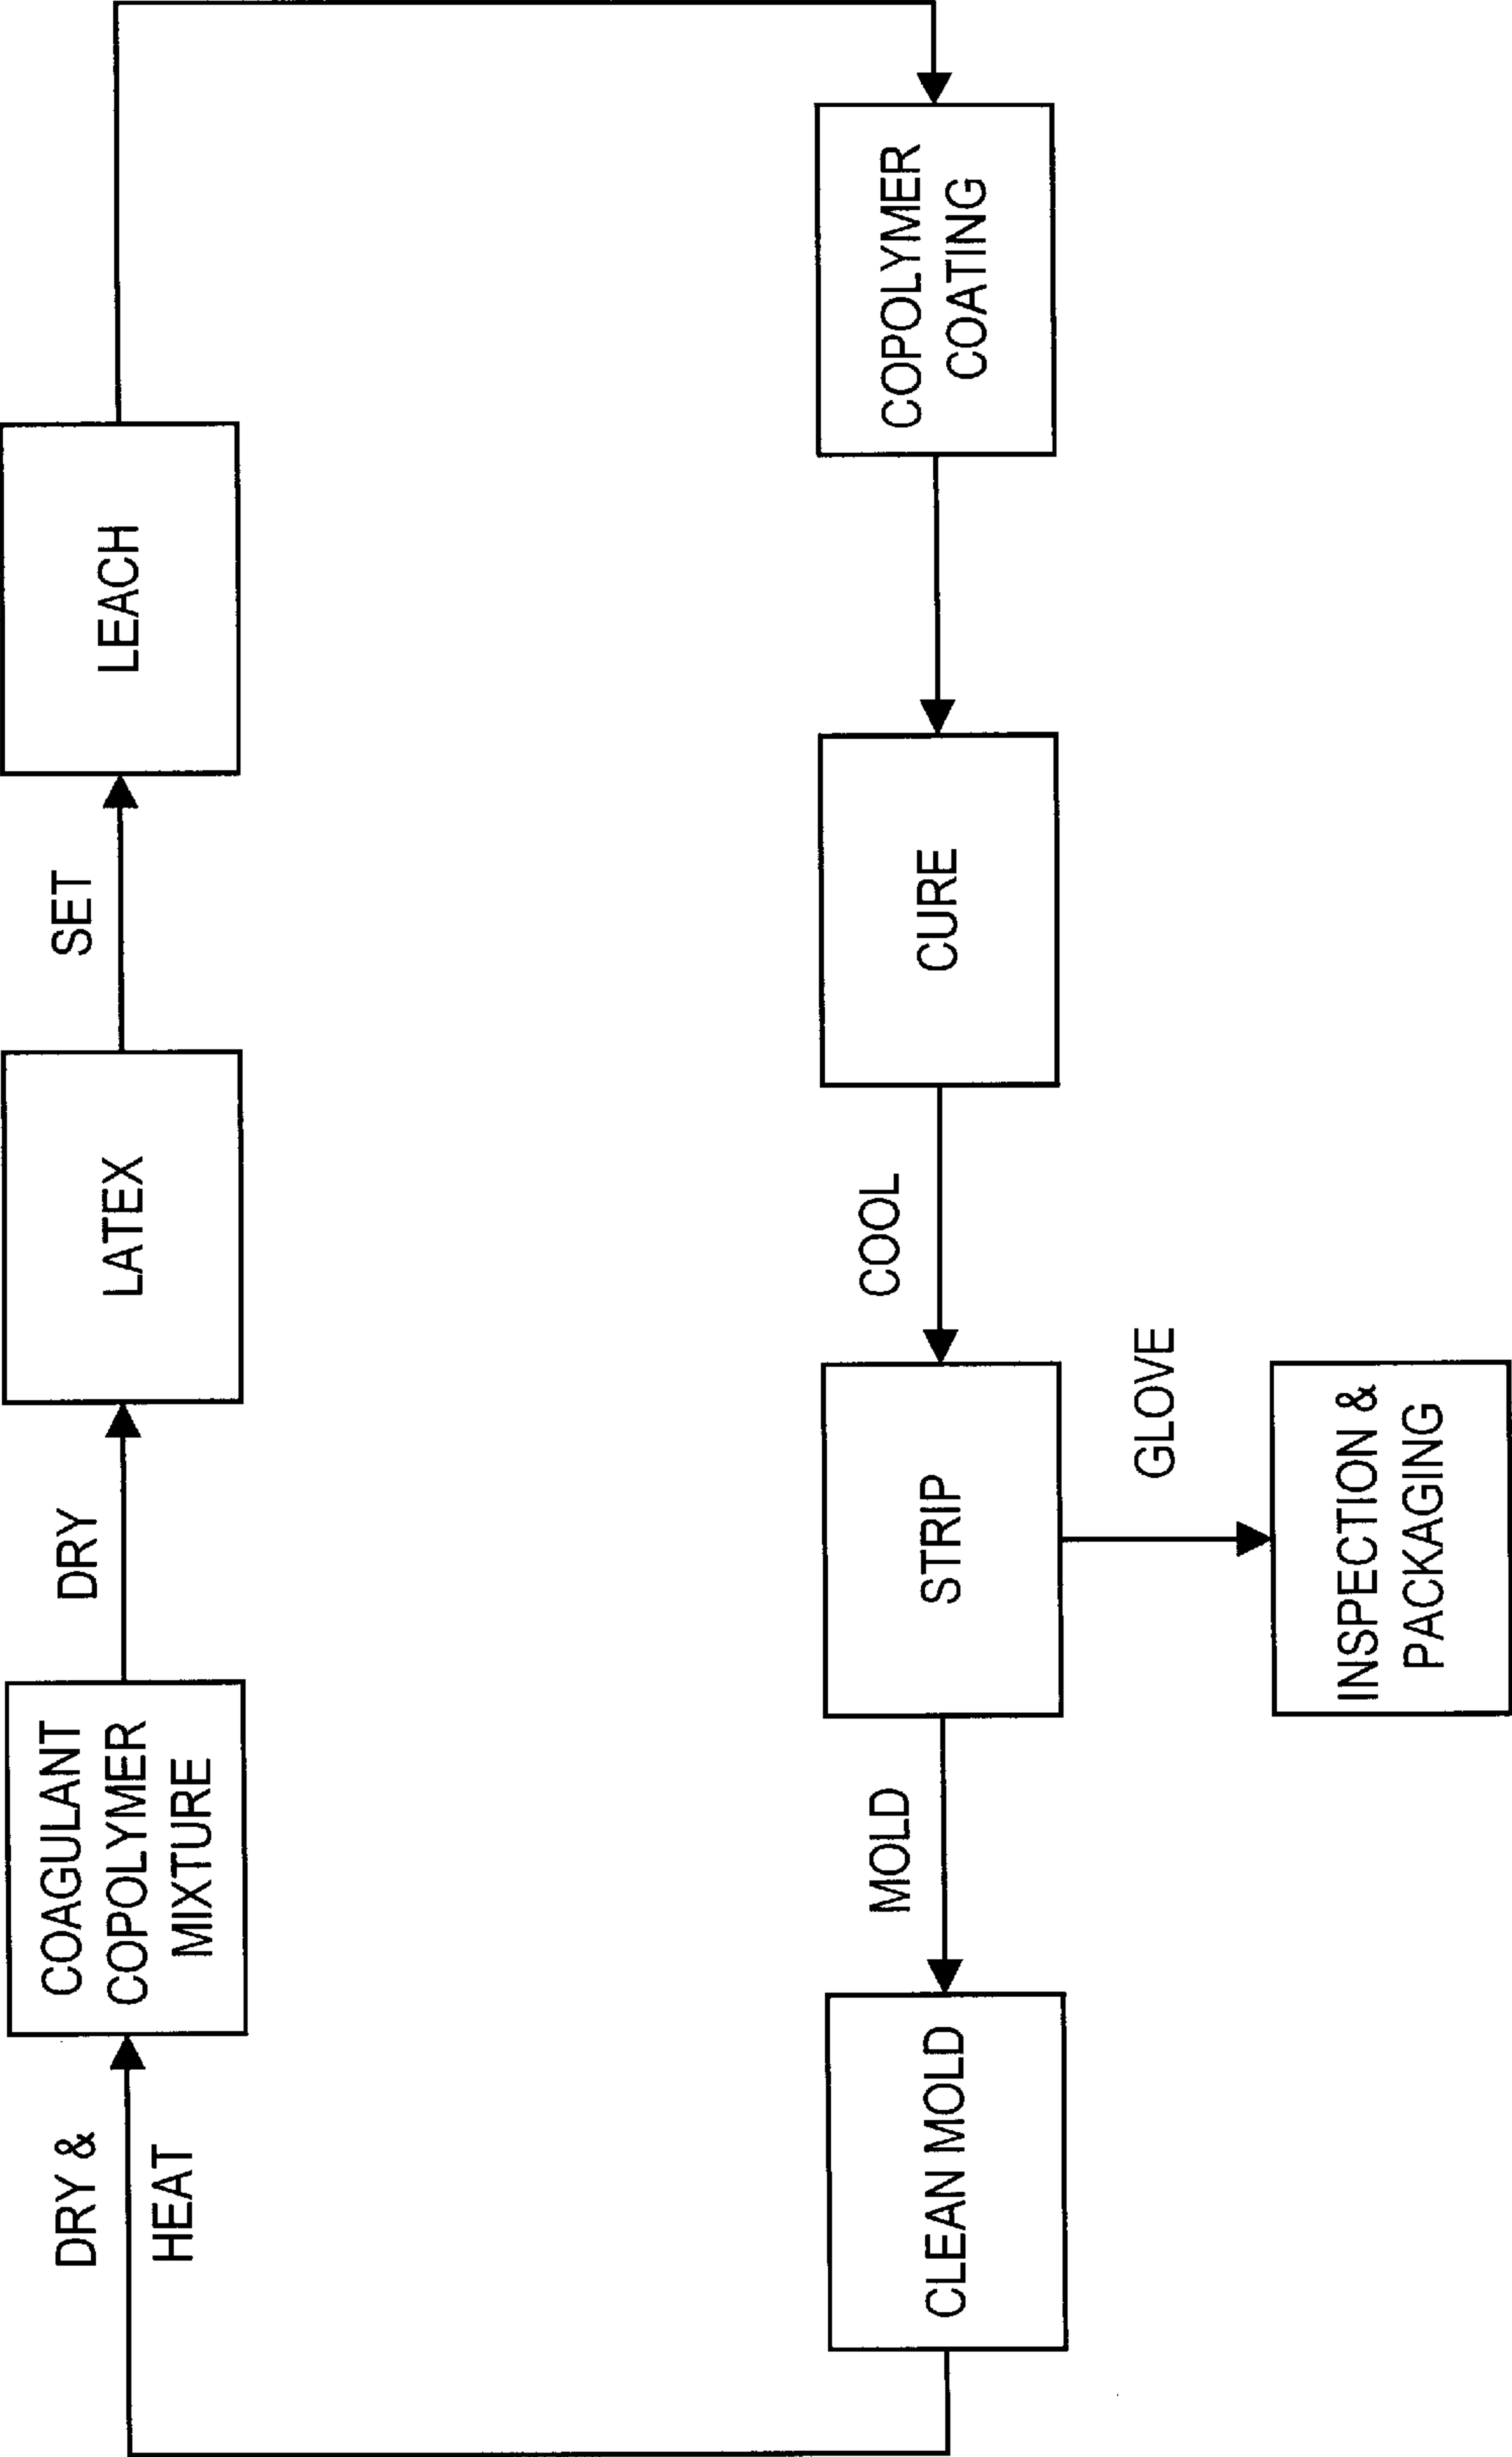 DRY &
HEAT
COAGULANT
COPOLYMER
MIXTURE
DRY
LATEX
SET
LEACH
CLEAN MOLD
MOLD
STRIP
COOL
CURE
COPOLYMER
COATING
GLOVE
INSPECTION &
PACKAGING